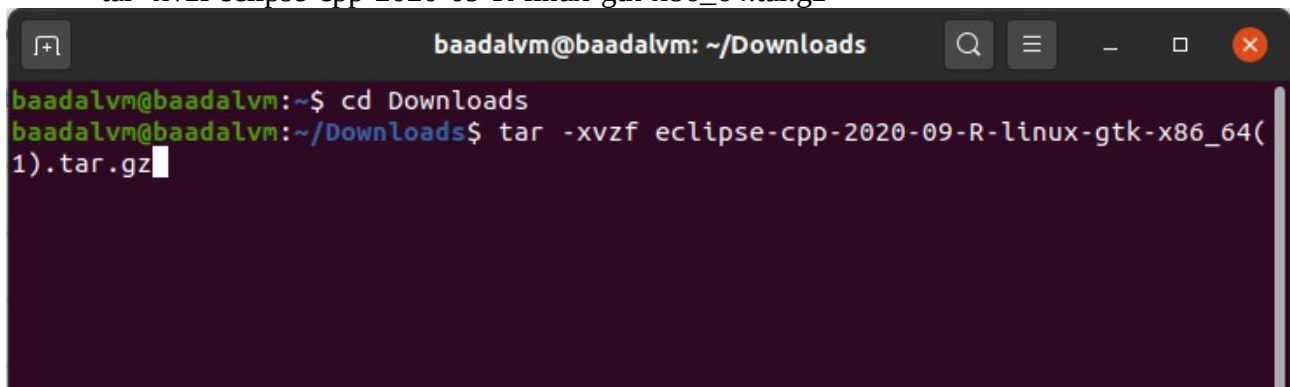 baadalvm@baadalvm: ~/Downloads
baadalvm@baadalvm:~$ cd Downloads
baadalvm@baadalvm:~/Downloads$ tar -xvzf eclipse-cpp-2020-09-R-linux-gtk-x86_64(
1).tar.gz